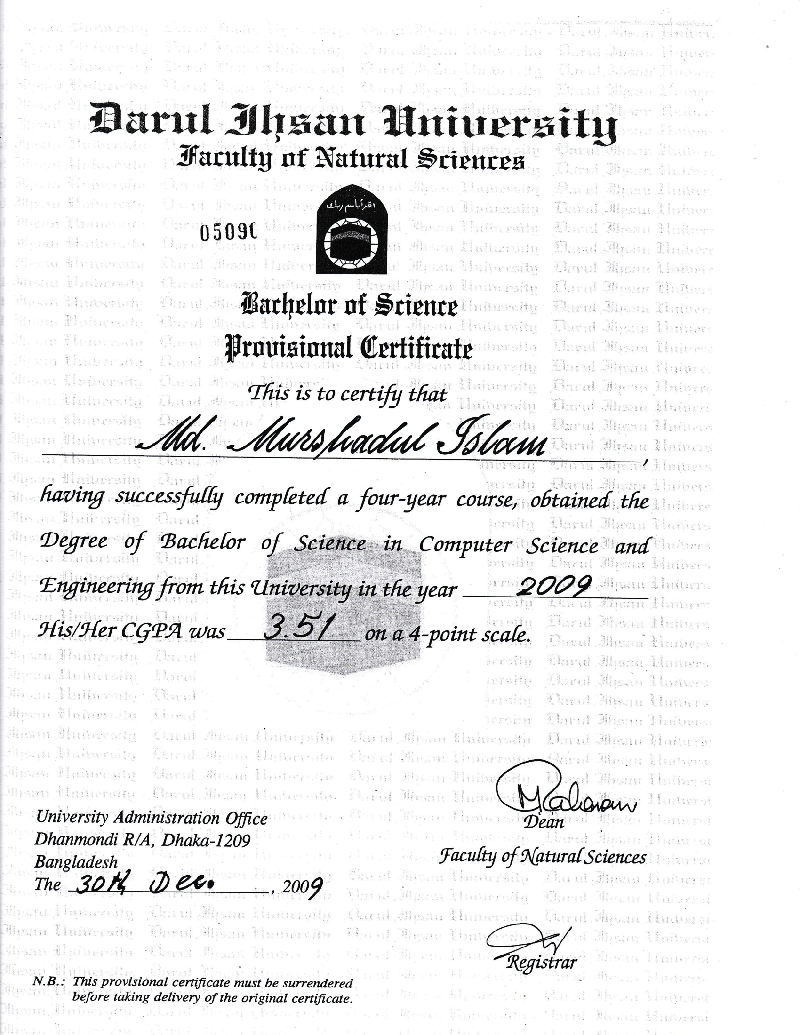 Darul Ihsan University
Faculty of Natural Sciences
اقرأ باسم ربك
0509
Bachelor of Science
Provisional Certificate
This is to certify that
Md. Murshadul Islam,
having successfully completed a four-year course, obtained the
Degree of Bachelor of Science in Computer Science and
Engineering from this University in the year 2009
His/Her CGPA was 3.51 on a 4-point scale.
University Administration Office
Dhanmondi R/A, Dhaka-1209
Bangladesh
The 30th Dec., 2009
Dean
Faculty of Natural Sciences
Registrar
N.B.: This provisional certificate must be surrendered
before taking delivery of the original certificate.